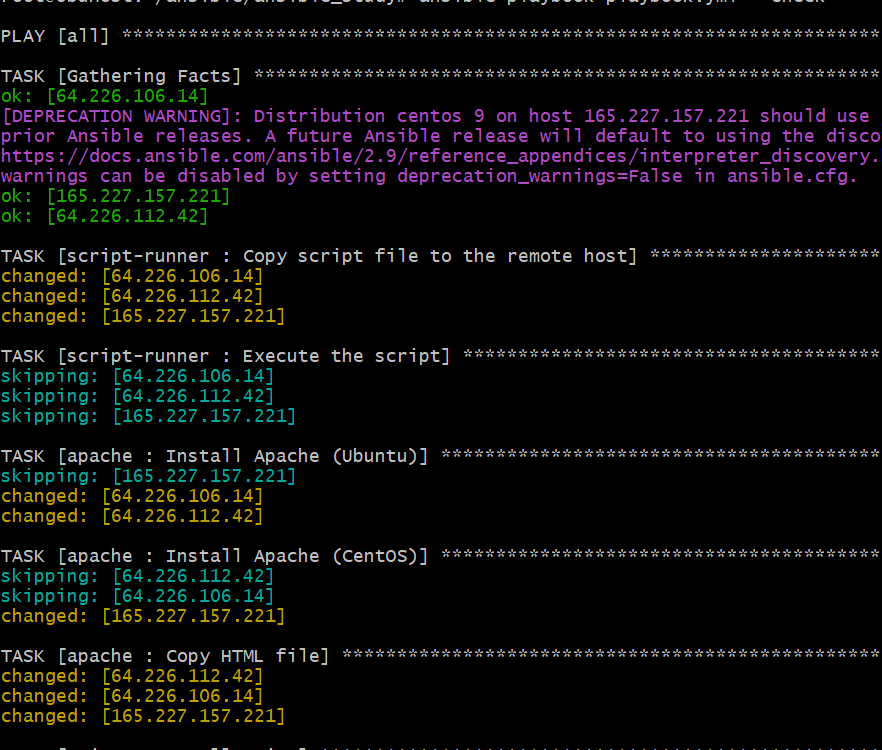 PLAY [all] *********************************************************************
TASK [Gathering Facts] *********************************************************
ok: [64.226.106.14]
[DEPRECATION WARNING]: Distribution centos 9 on host 165.227.157.221 should use
prior Ansible releases. A future Ansible release will default to using the disco
https://docs.ansible.com/ansible/2.9/reference_appendices/interpreter_discovery.
warnings can be disabled by setting deprecation_warnings=False in ansible.cfg.
ok: [165.227.157.221]
ok: [64.226.112.42]
TASK [script-runner : Copy script file to the remote host] *********************
changed: [64.226.106.14]
changed: [64.226.112.42]
changed: [165.227.157.221]
TASK [script-runner : Execute the script] **************************************
skipping: [64.226.106.14]
skipping: [64.226.112.42]
skipping: [165.227.157.221]
TASK [apache : Install Apache (Ubuntu)] ****************************************
skipping: [165.227.157.221]
changed: [64.226.106.14]
changed: [64.226.112.42]
TASK [apache : Install Apache (CentOS)] ****************************************
skipping: [64.226.112.42]
skipping: [64.226.106.14]
changed: [165.227.157.221]
TASK [apache : Copy HTML file] *************************************************
changed: [64.226.112.42]
changed: [64.226.106.14]
changed: [165.227.157.221]